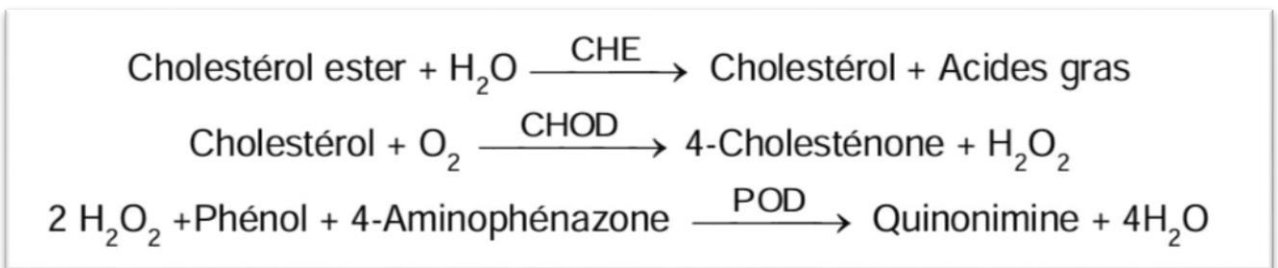 Cholestérol ester + H₂O CHE → Cholestérol + Acides gras
Cholestérol + O₂ CHOD → 4-Cholesténone + H₂O₂
2 H₂O₂ +Phénol + 4-Aminophénazone POD → Quinonimine + 4H₂O